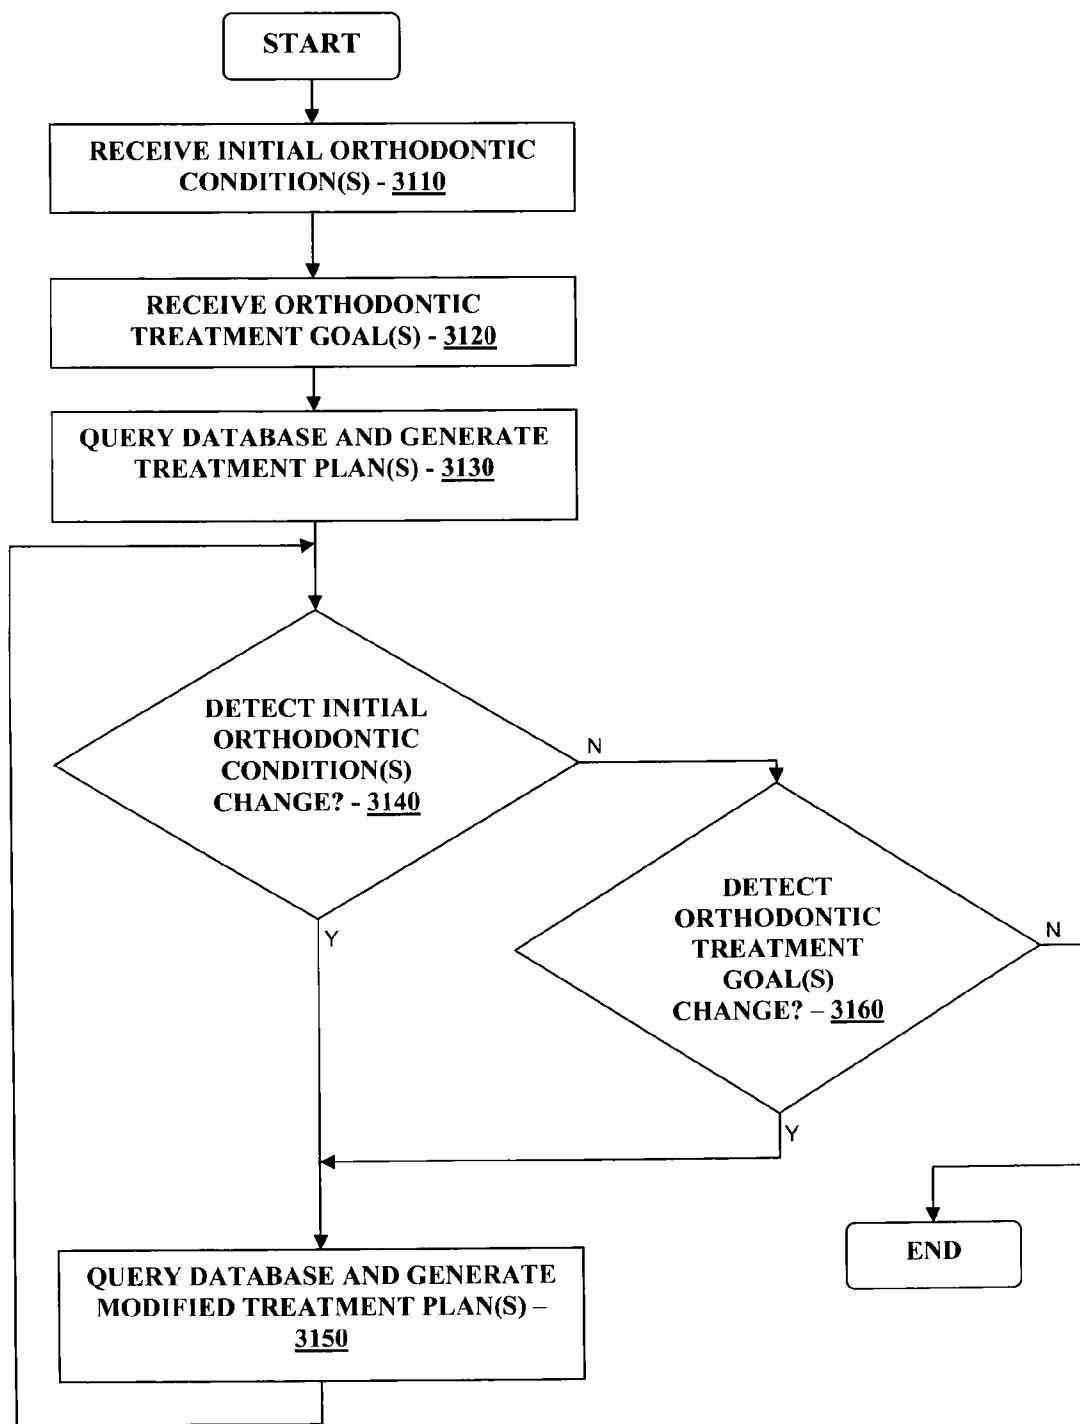 START
RECEIVE INITIAL ORTHODONTIC
CONDITION(S) - 3110
RECEIVE ORTHODONTIC
TREATMENT GOAL(S) - 3120
QUERY DATABASE AND GENERATE
TREATMENT PLAN(S) - 3130
DETECT INITIAL
ORTHODONTIC
CONDITION(S)
CHANGE? - 3140
N
Y
DETECT
ORTHODONTIC
TREATMENT
GOAL(S)
CHANGE? – 3160
N
Y
END
QUERY DATABASE AND GENERATE
MODIFIED TREATMENT PLAN(S) –
3150